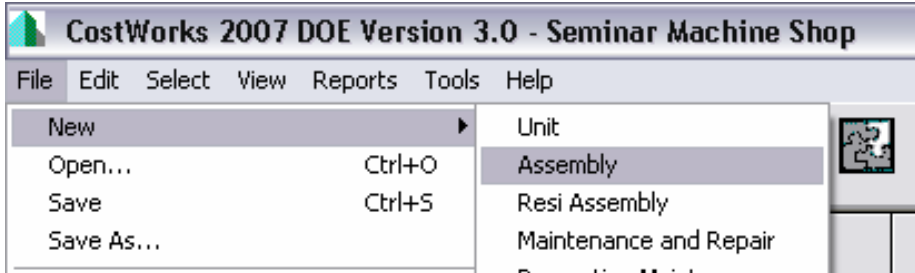 CostWorks 2007 DOE Version 3.0 - Seminar Machine Shop
File Edit Select View Reports Tools Help
New Unit
Open... Ctrl+O Assembly
Save Ctrl+S Resi Assembly
Save As... Maintenance and Repair